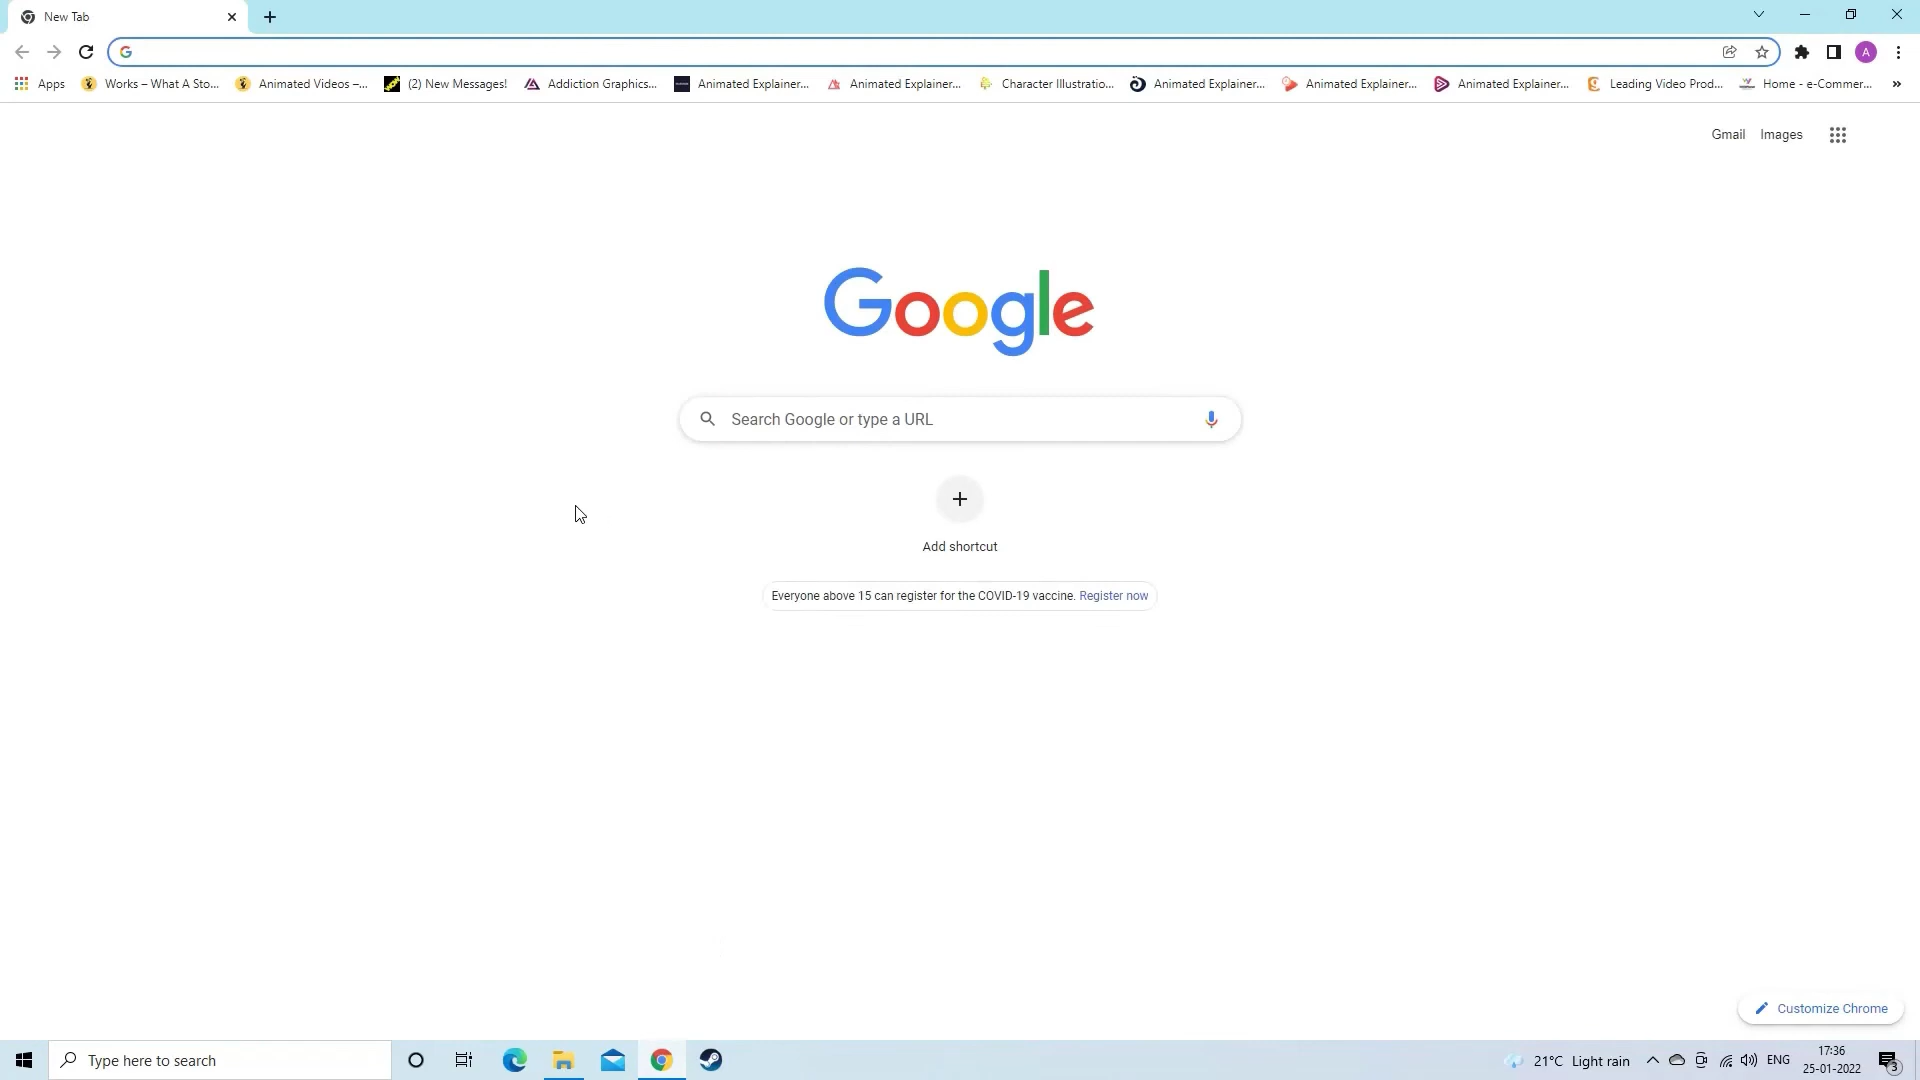 New Tab
Apps
Works – What A Sto...
Animated Videos –...
(2) New Messages!
Addiction Graphics...
Animated Explainer...
Animated Explainer...
Character Illustratio...
Animated Explainer...
Animated Explainer...
Animated Explainer...
Leading Video Prod...
Home - e-Commer...
»
Gmail
Images
Google
Search Google or type a URL
Add shortcut
Everyone above 15 can register for the COVID-19 vaccine. Register now
Customize Chrome
Type here to search
21°C Light rain
ENG
17:36
25-01-2022
3
A